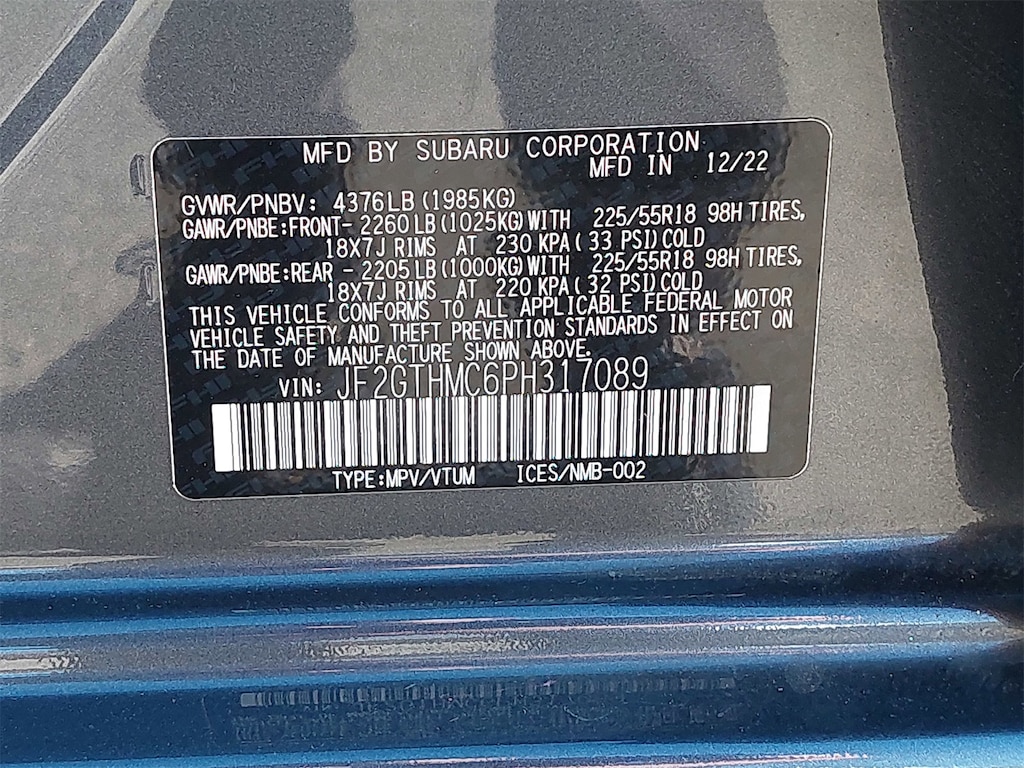 MFD BY SUBARU CORPORATION
MFD IN 12/22
GVWR/PNBV: 4376LB (1985KG)
GAWR/PNBE:FRONT- 2260LB (1025KG) WITH 225/55R18 98H TIRES,
18X7J RIMS AT 230 KPA ( 33 PSI) COLD
GAWR/PNBE:REAR - 2205LB (1000KG) WITH 225/55R18 98H TIRES,
18X7J RIMS AT 220 KPA ( 32 PSI) COLD
THIS VEHICLE CONFORMS TO ALL APPLICABLE FEDERAL MOTOR
VEHICLE SAFETY AND THEFT PREVENTION STANDARDS IN EFFECT ON
THE DATE OF MANUFACTURE SHOWN ABOVE.
VIN: JF2GTHMC6PH317089
TYPE:MPV/VTUM ICES/NMB-002